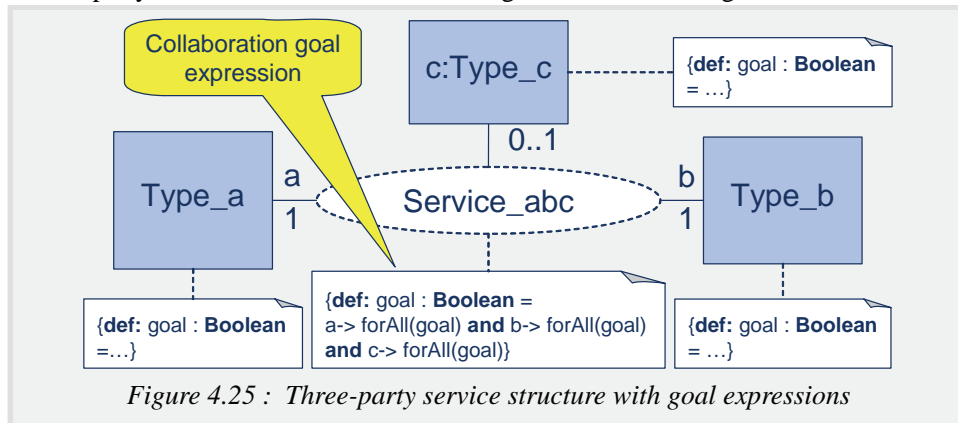 Collaboration goal
expression
c:Type_c
{def: goal : Boolean
= …}
0..1
Type_a
a
1
Service_abc
b
1
Type_b
{def: goal : Boolean
=…}
{def: goal : Boolean =
a-> forAll(goal) and b-> forAll(goal)
and c-> forAll(goal)}
{def: goal : Boolean
= …}
Figure 4.25 :  Three-party service structure with goal expressions